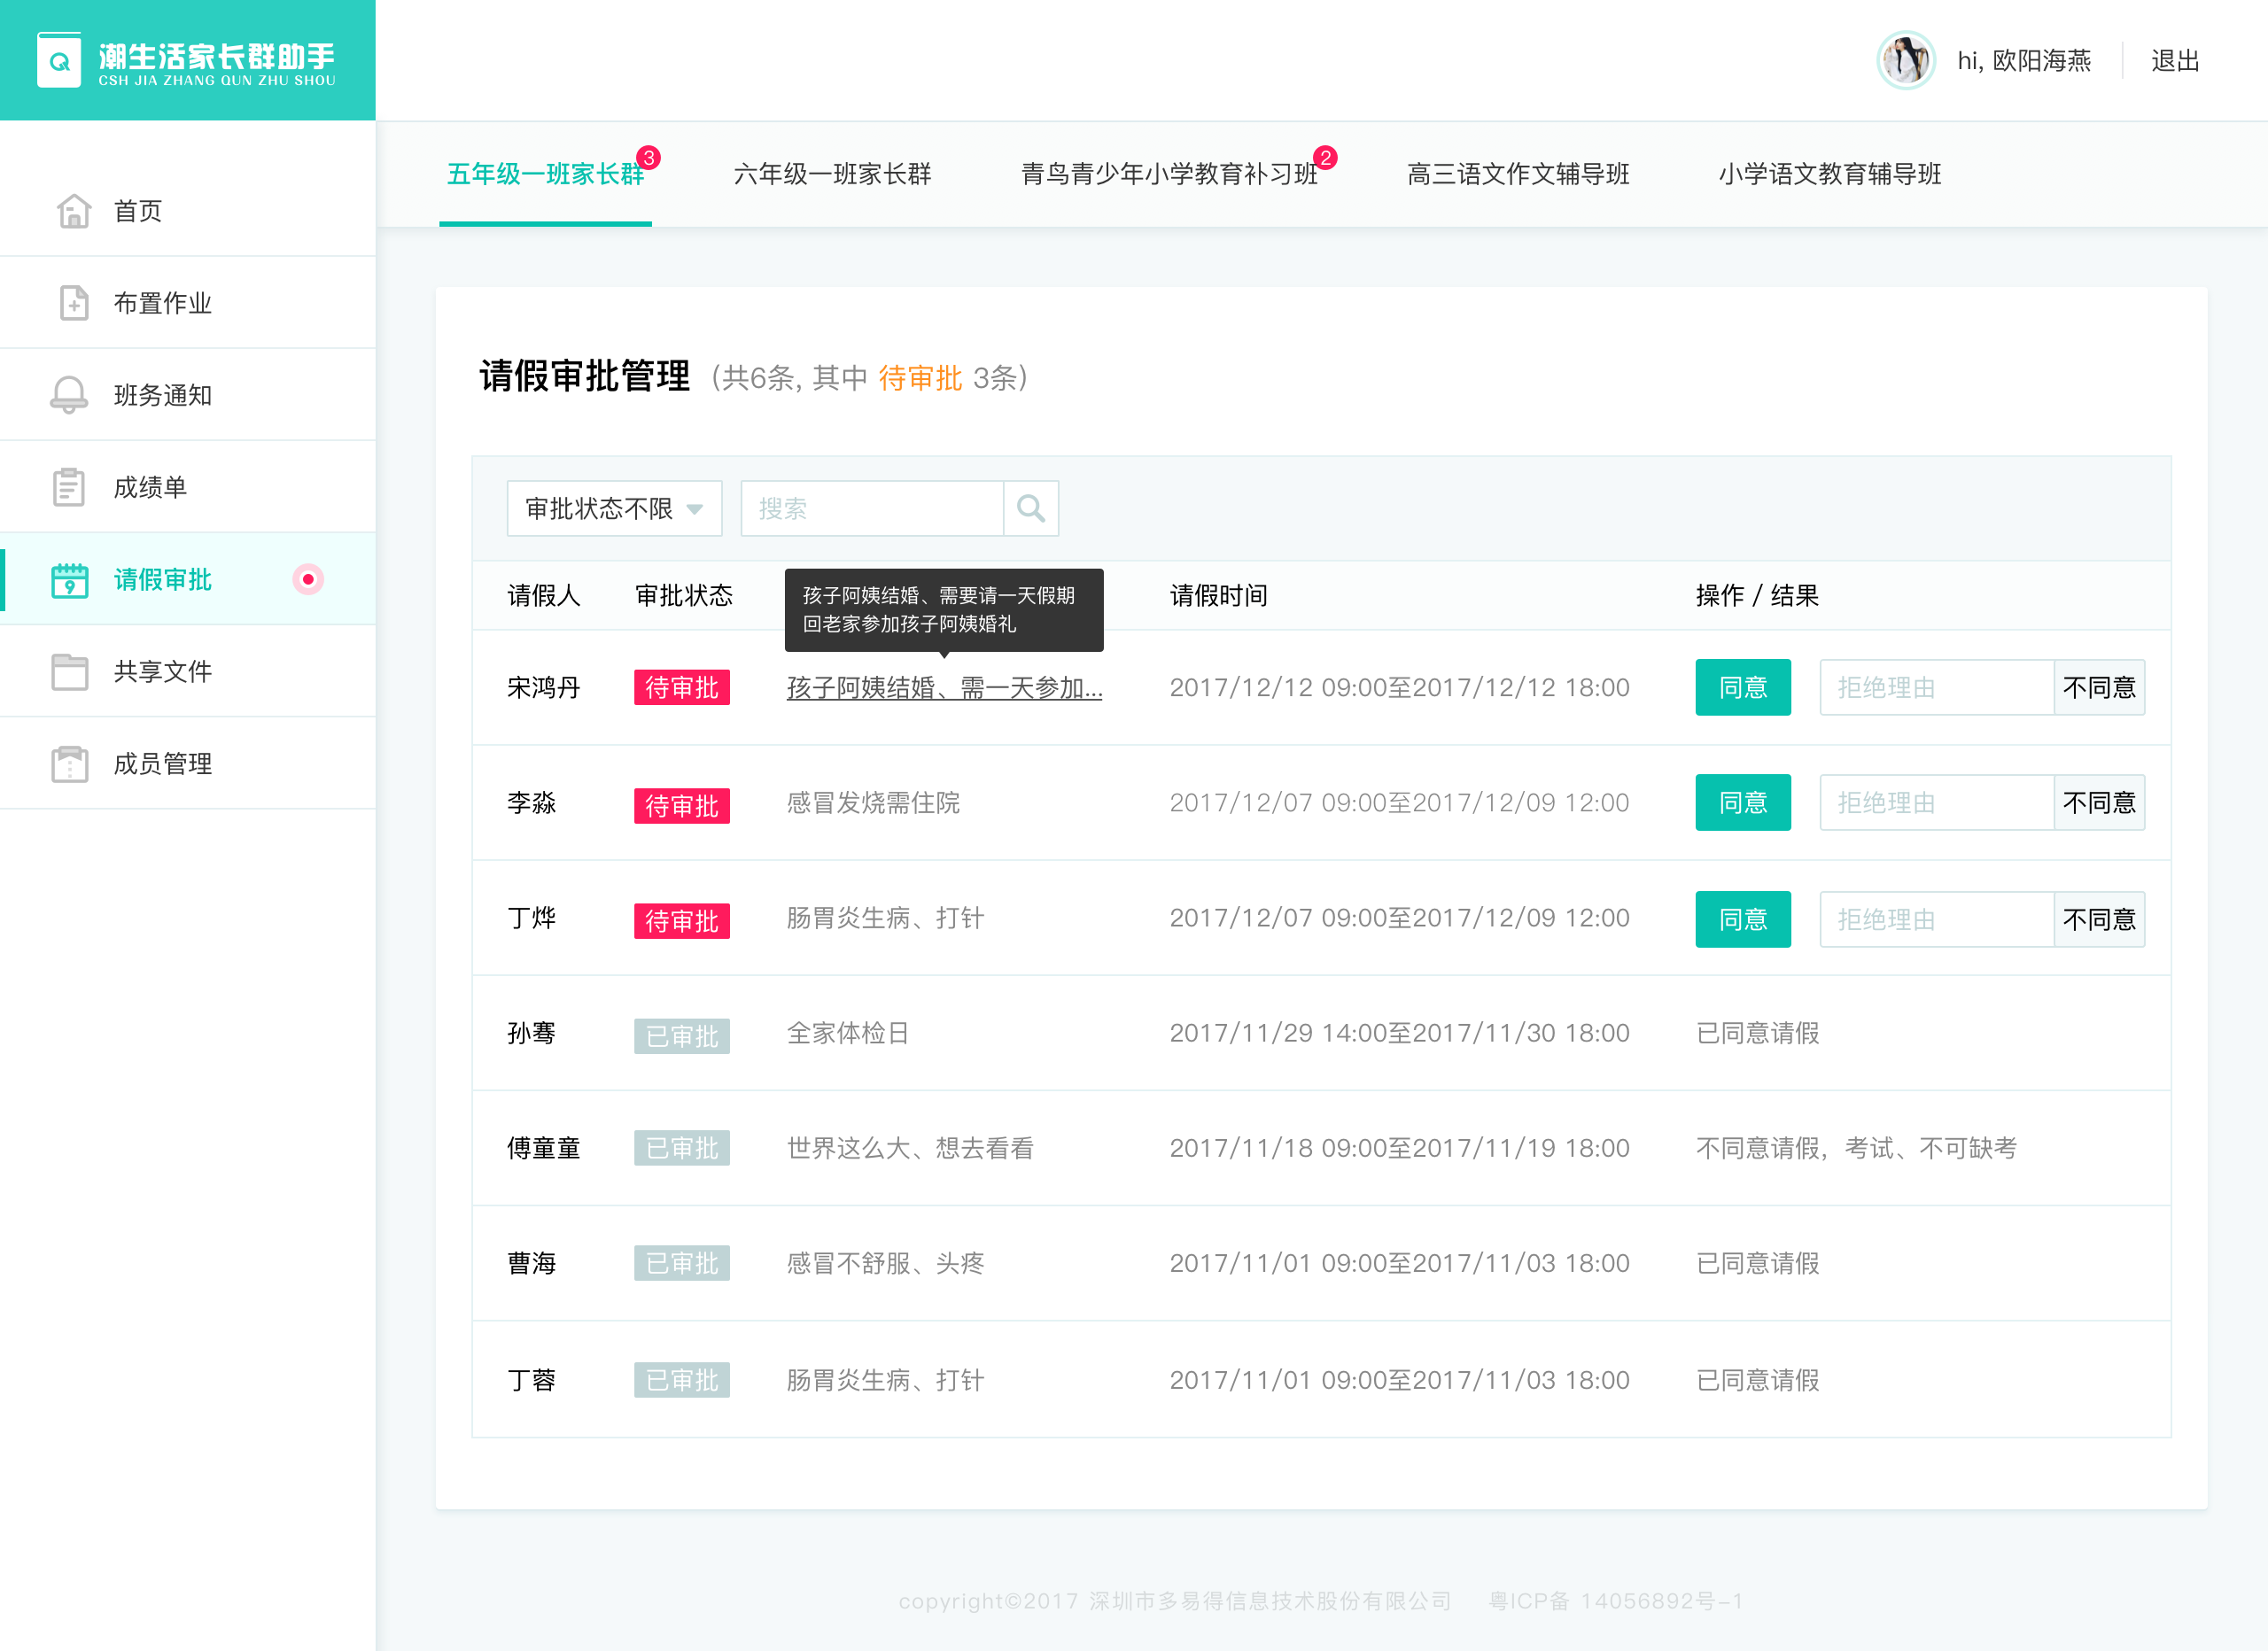 潮生活家长群助手
CSH JIA ZHANG QUN ZHU SHOU
hi, 欧阳海燕
退出
首页
布置作业
班务通知
成绩单
请假审批
共享文件
成员管理
五年级一班家长群 3
六年级一班家长群
青鸟青少年小学教育补习班 2
高三语文作文辅导班
小学语文教育辅导班
请假审批管理 (共6条, 其中 待审批 3条)
审批状态不限
搜索
请假人 审批状态 请假时间 操作 / 结果
孩子阿姨结婚、需要请一天假期
回老家参加孩子阿姨婚礼
宋鸿丹 待审批 孩子阿姨结婚、需一天参加... 2017/12/12 09:00至2017/12/12 18:00 同意 拒绝理由 不同意
李淼 待审批 感冒发烧需住院 2017/12/07 09:00至2017/12/09 12:00 同意 拒绝理由 不同意
丁烨 待审批 肠胃炎生病、打针 2017/12/07 09:00至2017/12/09 12:00 同意 拒绝理由 不同意
孙骞 已审批 全家体检日 2017/11/29 14:00至2017/11/30 18:00 已同意请假
傅童童 已审批 世界这么大、想去看看 2017/11/18 09:00至2017/11/19 18:00 不同意请假，考试、不可缺考
曹海 已审批 感冒不舒服、头疼 2017/11/01 09:00至2017/11/03 18:00 已同意请假
丁蓉 已审批 肠胃炎生病、打针 2017/11/01 09:00至2017/11/03 18:00 已同意请假
copyright©2017 深圳市多易得信息技术股份有限公司 粤ICP备 14056892号-1